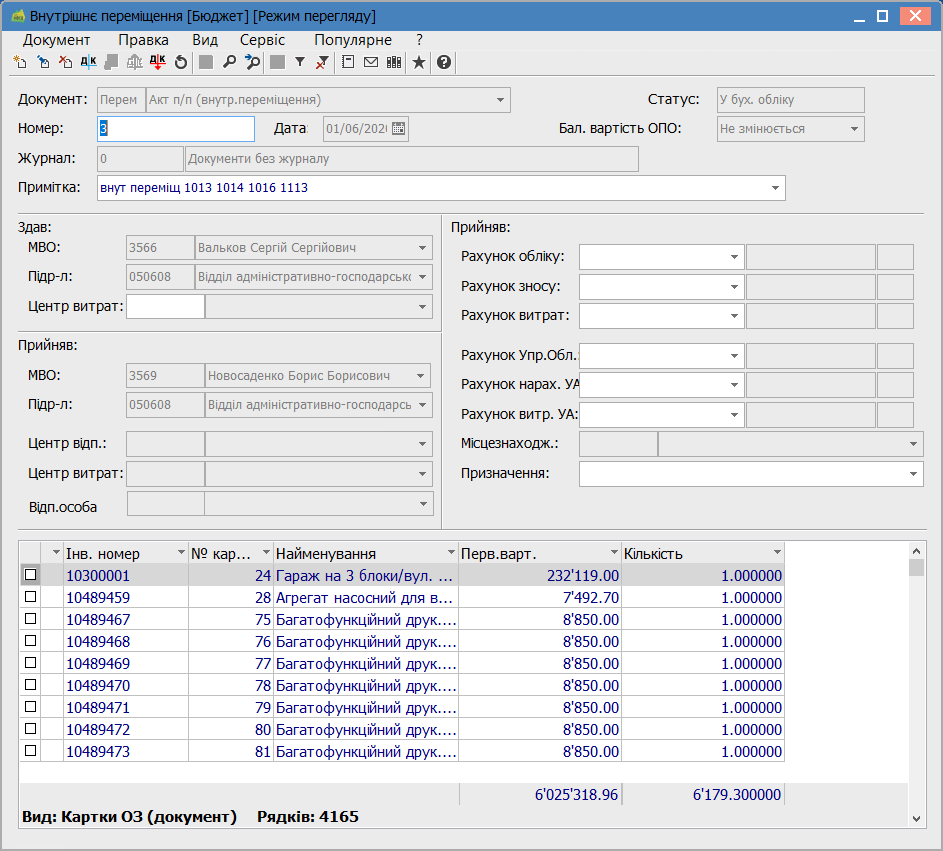 Внутрішнє переміщення [Бюджет] [Режим перегляду]
Документ Правка Вид Сервіс Популярне ?
Документ: Перем Акт п/п (внутр.переміщення) Статус: У бух. обліку
Номер: 3 Дата: 01/06/202 Бал. вартість ОПО: Не змінюється
Журнал: 0 Документи без журналу
Примітка: внут переміщ 1013 1014 1016 1113
Здав:
МВО: 3566 Вальков Сергій Сергійович
Підр-л: 050608 Відділ адміністративно-господарськс
Центр витрат:
Прийняв:
МВО: 3569 Новосаденко Борис Борисович
Підр-л: 050608 Відділ адміністративно-господарсь
Центр відп.:
Центр витрат:
Відп.особа
Прийняв:
Рахунок обліку:
Рахунок зносу:
Рахунок витрат:
Рахунок Упр.Обл.:
Рахунок нарах. УА
Рахунок витр. УА:
Місцезнаходж.:
Призначення:
Інв. номер № кар... Найменування Перв.варт. Кількість
10300001 24 Гараж на 3 блоки/вул. ... 232'119.00 1.000000
10489459 28 Агрегат насосний для в... 7'492.70 1.000000
10489467 75 Багатофункційний друк.... 8'850.00 1.000000
10489468 76 Багатофункційний друк.... 8'850.00 1.000000
10489469 77 Багатофункційний друк.... 8'850.00 1.000000
10489470 78 Багатофункційний друк.... 8'850.00 1.000000
10489471 79 Багатофункційний друк.... 8'850.00 1.000000
10489472 80 Багатофункційний друк.... 8'850.00 1.000000
10489473 81 Багатофункційний друк.... 8'850.00 1.000000
6'025'318.96 6'179.300000
Вид: Картки ОЗ (документ) Рядків: 4165